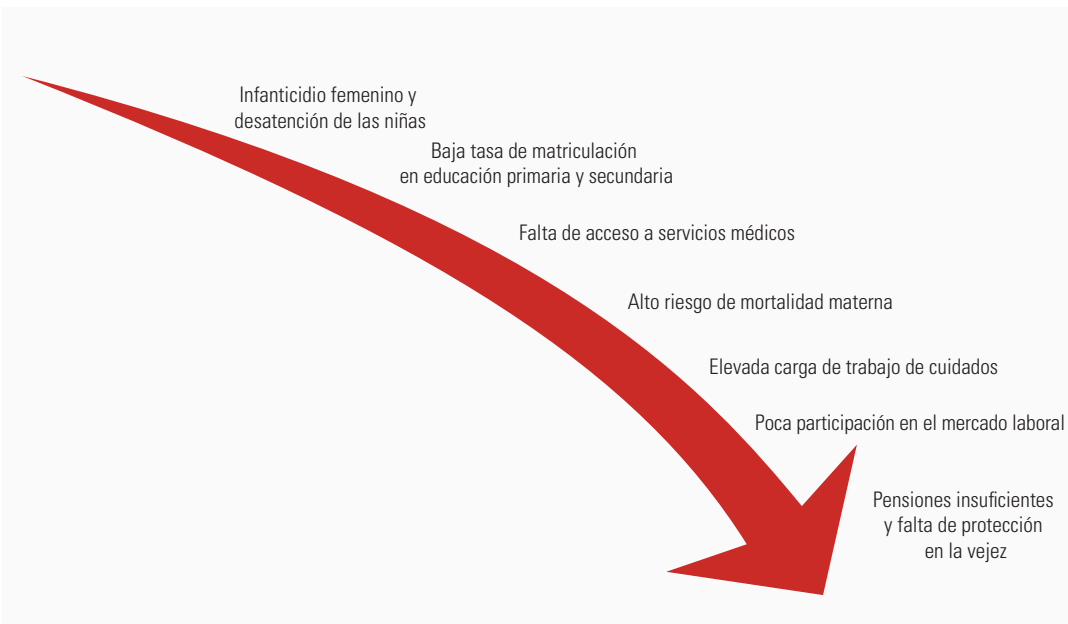 Infanticidio femenino y
desatención de las niñas
Baja tasa de matriculación
en educación primaria y secundaria
Falta de acceso a servicios médicos
Alto riesgo de mortalidad materna
Elevada carga de trabajo de cuidados
Poca participación en el mercado laboral
Pensiones insuficientes
y falta de protección
en la vejez